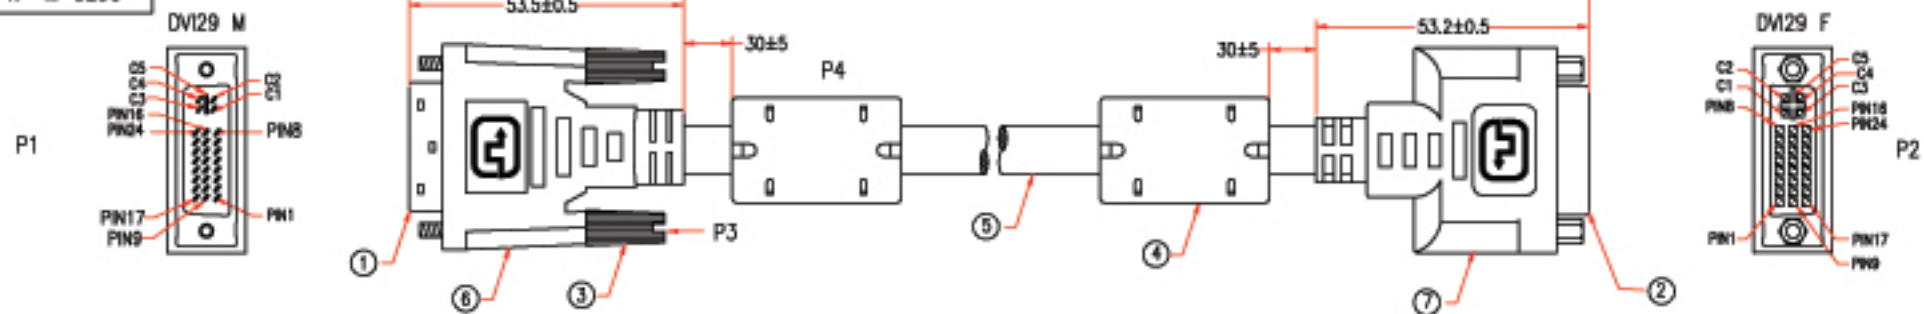 DVI29 M
53.5±0.5
30±5
P4
30±5
53.2±0.5
DVI29 F
P1
C5
C4
C3
PIN16
PIN24
C2
C1
PIN8
PIN17
PIN9
PIN1
P3
①
⑥
③
⑤
④
⑦
②
C2
C1
PIN8
C5
C4
C3
PIN16
PIN24
P2
PIN1
PIN17
PIN9